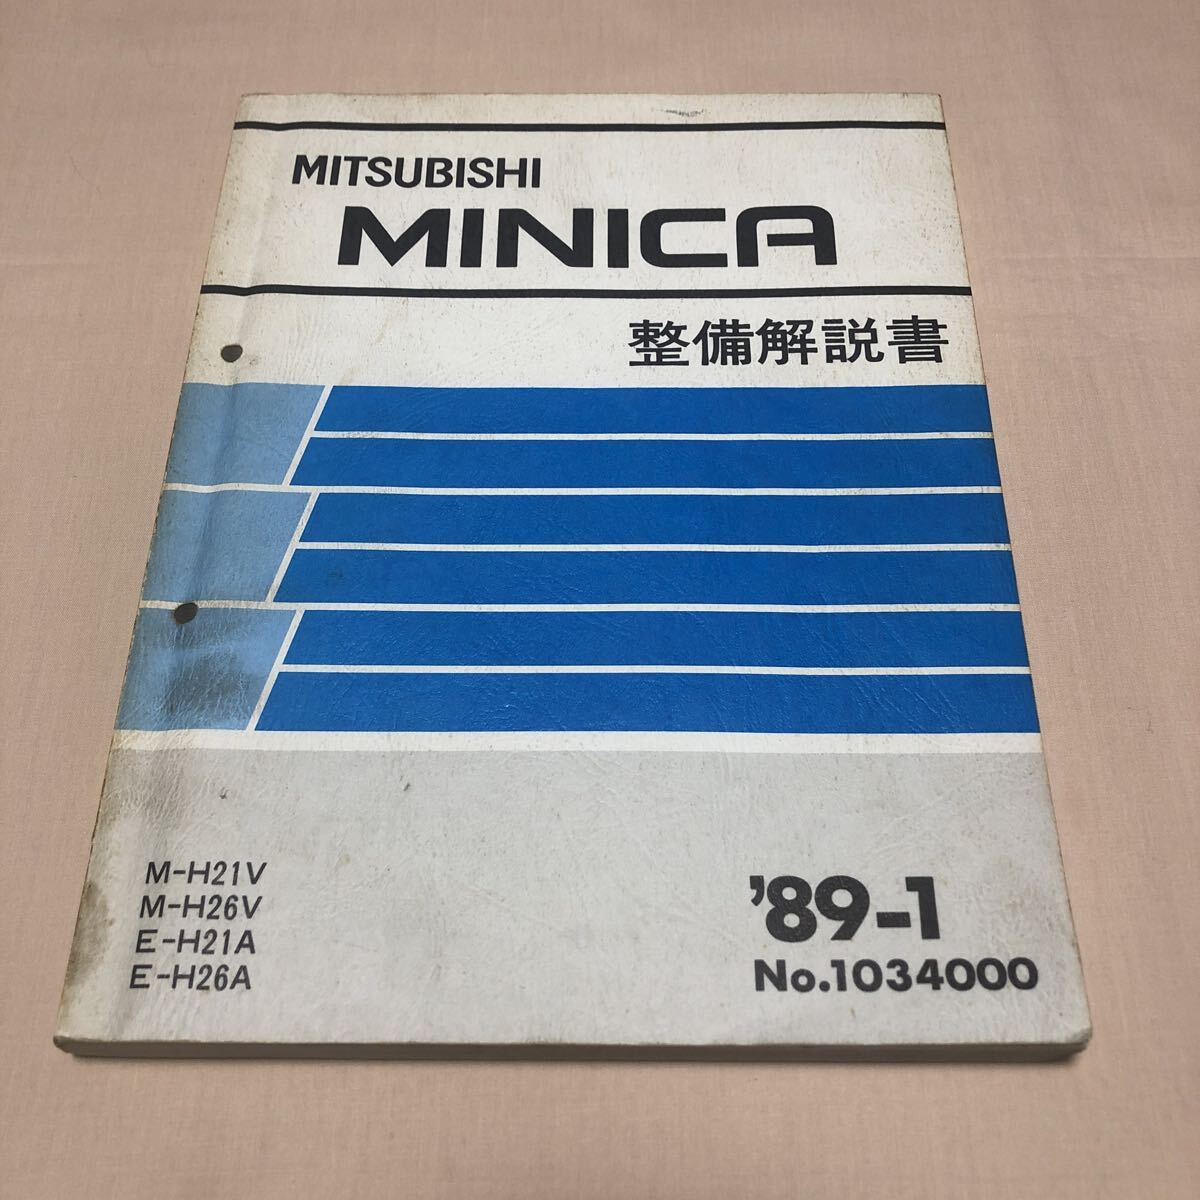 MITSUBISHI
MINICA
整備解説書
M-H21V
M-H26V
E-H21A
E-H26A
'89-1
No.1034000